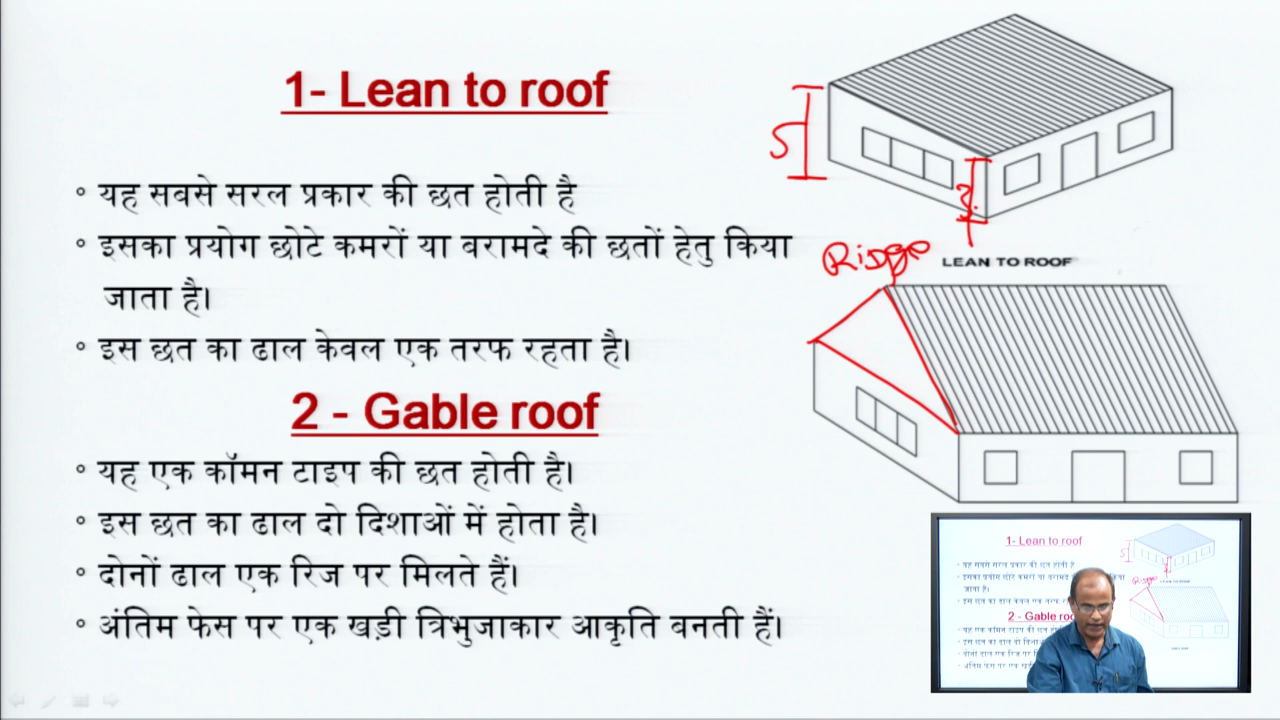 1- Lean to roof
• यह सबसे सरल प्रकार की छत होती है
• इसका प्रयोग छोटे कमरों या बरामदे की छतों हेतु किया
जाता है।
• इस छत का ढाल केवल एक तरफ रहता है।
2 - Gable roof
• यह एक कॉमन टाइप की छत होती है।
• इस छत का ढाल दो दिशाओं में होता है।
• दोनों ढाल एक रिज पर मिलते हैं।
• अंतिम फेस पर एक खड़ी त्रिभुजाकार आकृति बनती हैं।
5
3
Ridge
LEAN TO ROOF
1- Lean to roof
2 - Gable roof